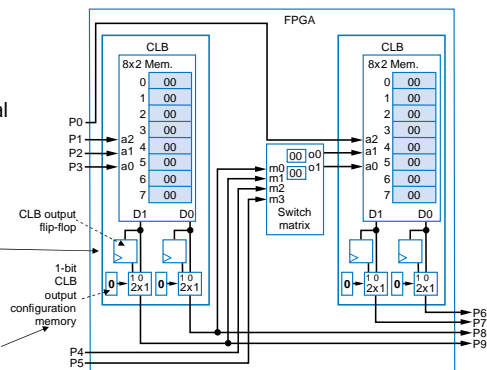 FPGA
CLB
CLB
8x2 Mem.
8x2 Mem.
0 00
1 00
2 00
3 00
4 00
5 00
6 00
7 00
0 00
1 00
2 00
3 00
4 00
5 00
6 00
7 00
al
P0
P1
P2
P3
a2
a1
a0
a2
a1
a0
00 o0
00 o1
m0
m1
m2
m3
Switch
matrix
D1 D0
D1 D0
CLB output
flip-flop
1-bit
CLB
output
configuration
memory
1 0
0 2x1
1 0
0 2x1
1 0
0 2x1
1 0
0 2x1
P4
P5
P6
P7
P8
P9